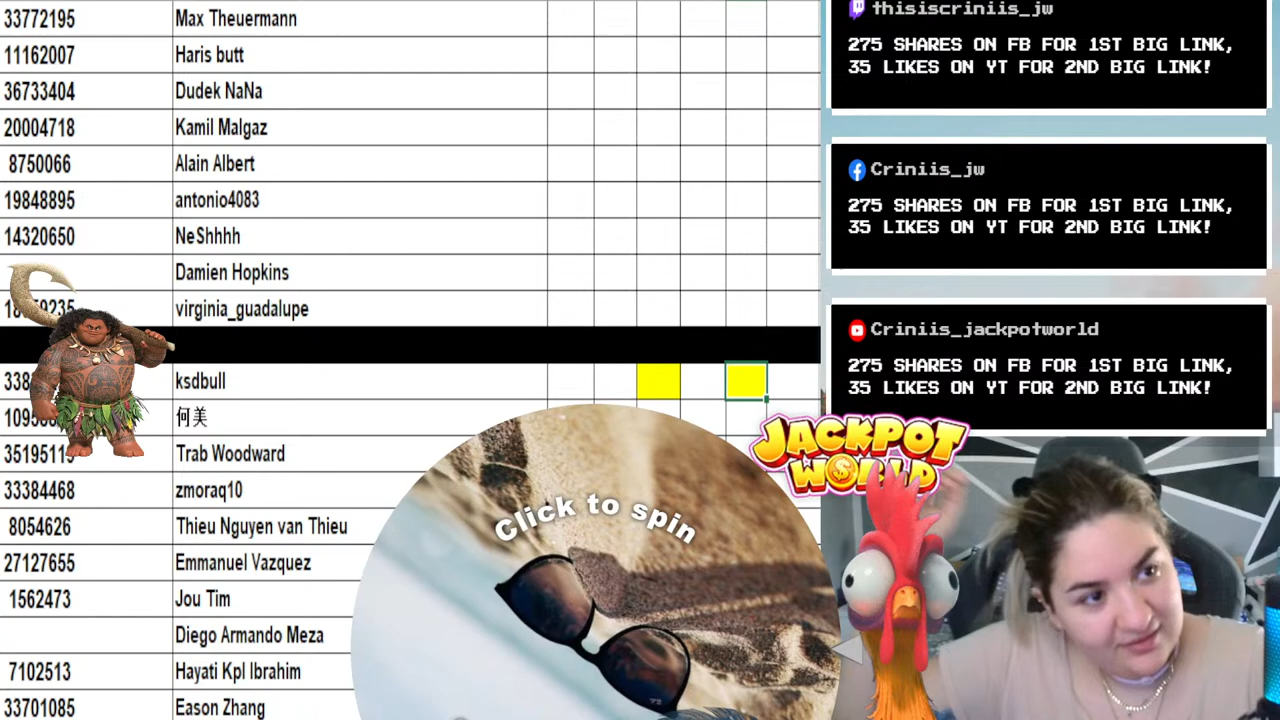 33772195 Max Theuermann
11162007 Haris butt
36733404 Dudek NaNa
20004718 Kamil Malgaz
8750066 Alain Albert
19848895 antonio4083
14320650 NeShhhh
Damien Hopkins
virginia_guadalupe
ksdbull
何美
Trab Woodward
33384468 zmoraq10
8054626 Thieu Nguyen van Thieu
27127655 Emmanuel Vazquez
1562473 Jou Tim
Diego Armando Meza
7102513 Hayati Kpl Ibrahim
33701085 Eason Zhang
Click to spin
thisiscriniis_jw
275 SHARES ON FB FOR 1ST BIG LINK,
35 LIKES ON YT FOR 2ND BIG LINK!
Criniis_jw
275 SHARES ON FB FOR 1ST BIG LINK,
35 LIKES ON YT FOR 2ND BIG LINK!
Criniis_jackpotworld
275 SHARES ON FB FOR 1ST BIG LINK,
35 LIKES ON YT FOR 2ND BIG LINK!
JACKPOT
WORLD